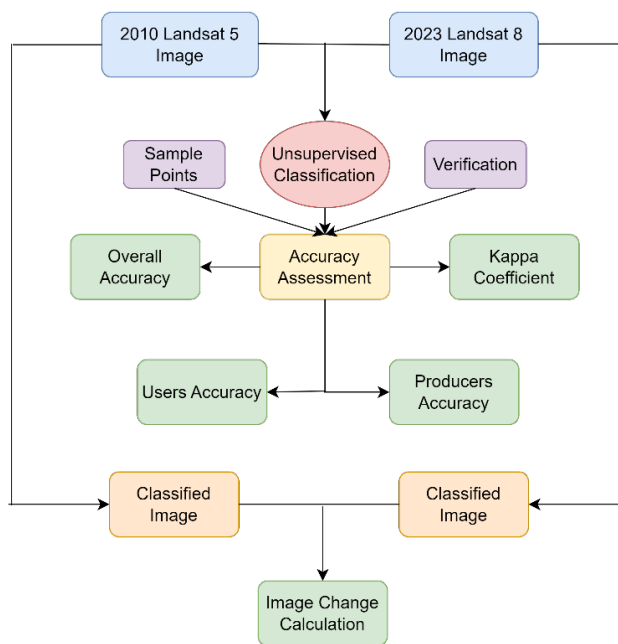 2010 Landsat 5
Image
2023 Landsat 8
Image
Unsupervised
Classification
Sample
Points
Verification
Overall
Accuracy
Accuracy
Assessment
Kappa
Coefficient
Users Accuracy
Producers
Accuracy
Classified
Image
Classified
Image
Image Change
Calculation